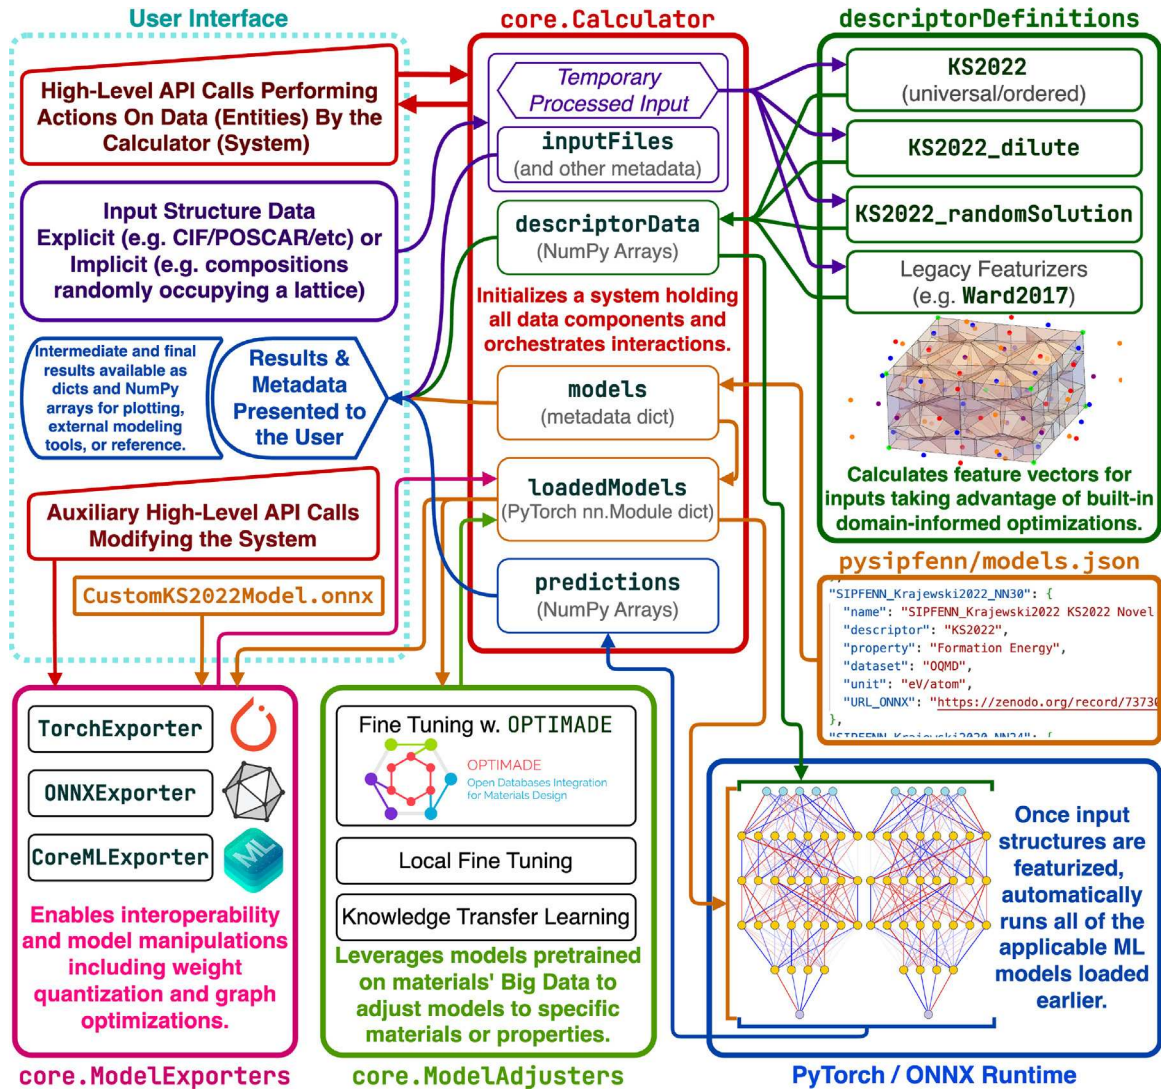 User Interface
High-Level API Calls Performing
Actions On Data (Entities) By the
Calculator (System)
Input Structure Data
Explicit (e.g. CIF/POSCAR/etc) or
Implicit (e.g. compositions
randomly occupying a lattice)
Intermediate and final
results available as
dicts and NumPy
arrays for plotting,
external modeling
tools, or reference.
Results &
Metadata
Presented to
the User
Auxiliary High-Level API Calls
Modifying the System
CustomKS2022Model.onnx
core.Calculator
Temporary
Processed Input
inputFiles
(and other metadata)
descriptorData
(NumPy Arrays)
Initializes a system holding
all data components and
orchestrates interactions.
models
(metadata dict)
loadedModels
(PyTorch nn.Module dict)
predictions
(NumPy Arrays)
descriptorDefinitions
KS2022
(universal/ordered)
KS2022_dilute
KS2022_randomSolution
Legacy Featurizers
(e.g. Ward2017)
Calculates feature vectors for
inputs taking advantage of built-in
domain-informed optimizations.
pysipfenn/models.json
"SIPFENN_Krajewski2022_NN30": {
"name": "SIPFENN_Krajewski2022 KS2022 Novel
"descriptor": "KS2022",
"property": "Formation Energy",
"dataset": "OQMD",
"unit": "eV/atom",
"URL_ONNX": "https://zenodo.org/record/73730
},
"SIPFENN_Krajewski2020_NN24": {
TorchExporter
ONNXExporter
CoreMLExporter
ML
Enables interoperability
and model manipulations
including weight
quantization and graph
optimizations.
core.ModelExporters
Fine Tuning w. OPTIMADE
OPTIMADE
Open Databases Integration
for Materials Design
Local Fine Tuning
Knowledge Transfer Learning
Leverages models pretrained
on materials' Big Data to
adjust models to specific
materials or properties.
core.ModelAdjusters
Once input
structures are
featurized,
automatically
runs all of the
applicable ML
models loaded
earlier.
PyTorch / ONNX Runtime